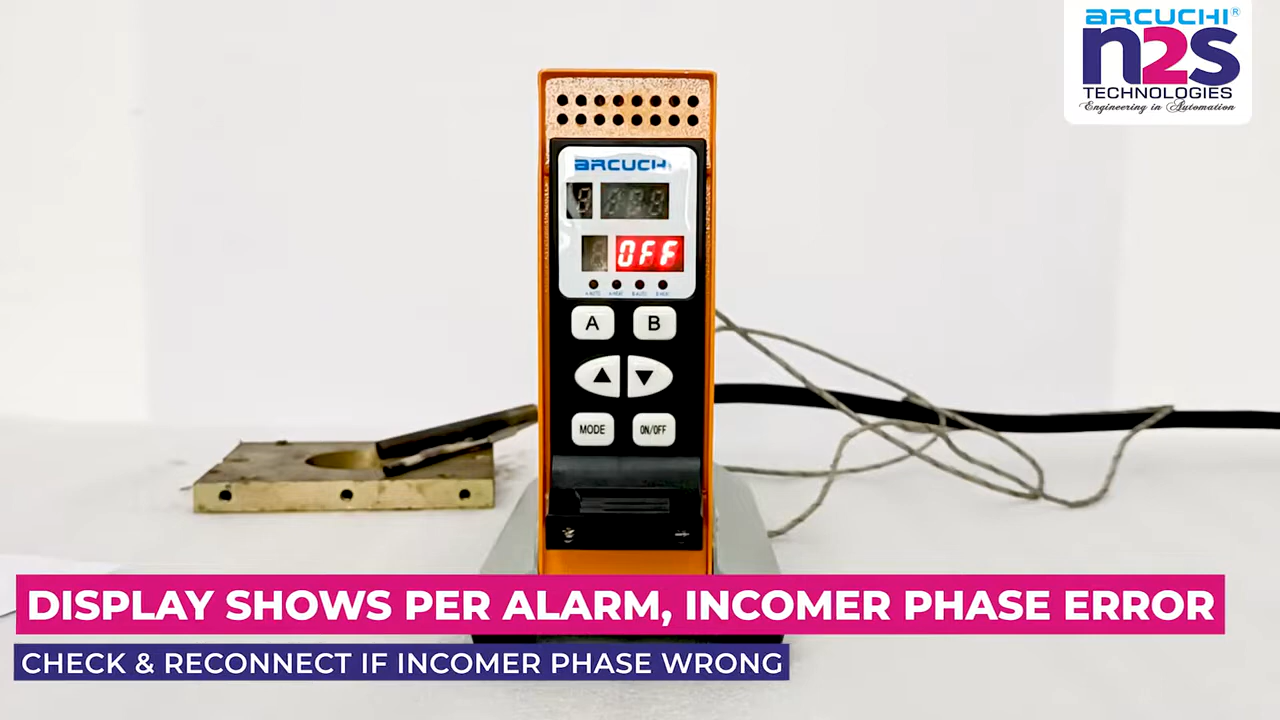 ARCUCHI®
n2s
TECHNOLOGIES
Engineering in Automation
ARCUCHI
OFF
A B
MODE ON/OFF
DISPLAY SHOWS PER ALARM, INCOMER PHASE ERROR
CHECK & RECONNECT IF INCOMER PHASE WRONG